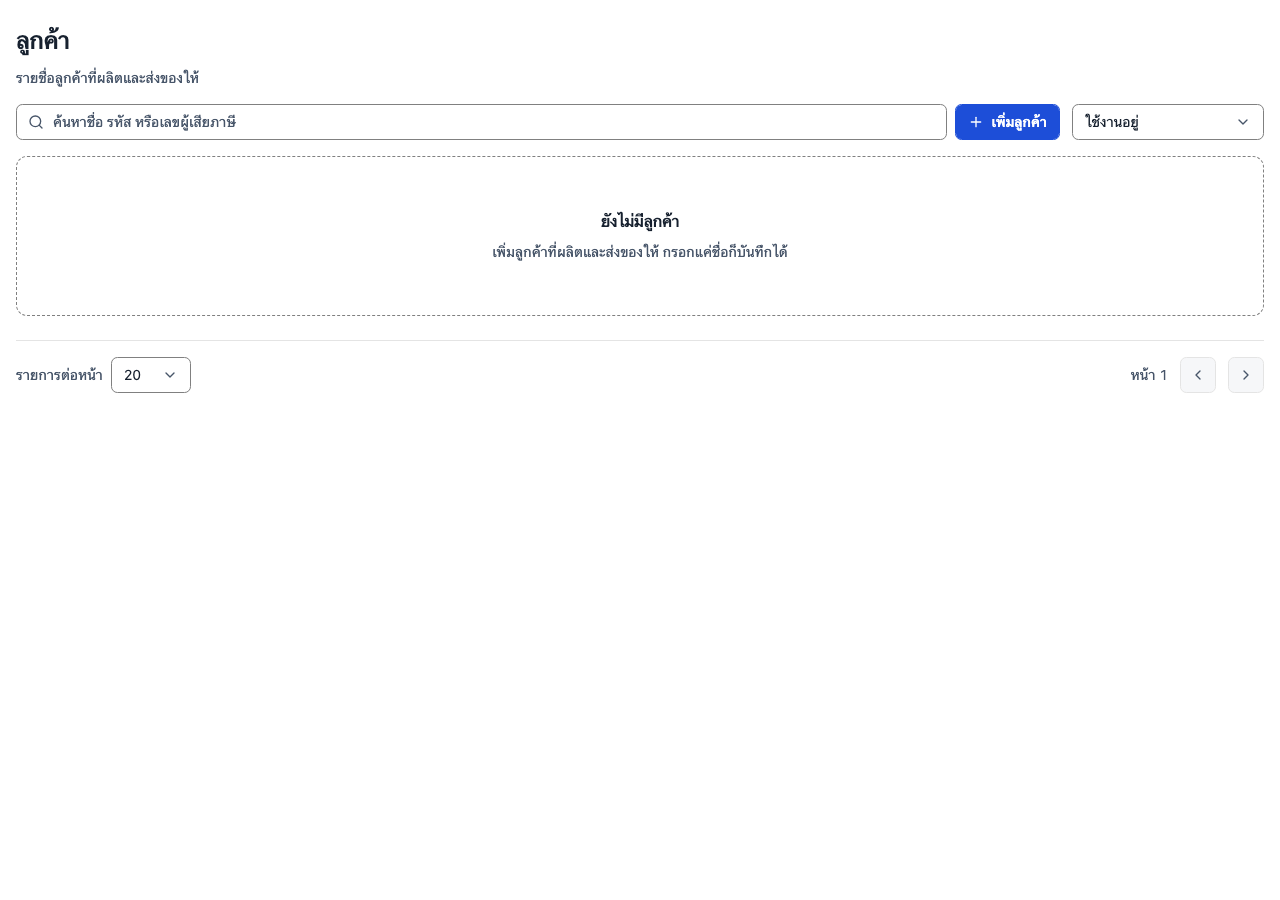 ลูกค้า
รายชื่อลูกค้าที่ผลิตและส่งของให้
ค้นหาชื่อ รหัส หรือเลขผู้เสียภาษี
เพิ่มลูกค้า
ใช้งานอยู่
ยังไม่มีลูกค้า
เพิ่มลูกค้าที่ผลิตและส่งของให้ กรอกแค่ชื่อก็บันทึกได้
รายการต่อหน้า 20
หน้า 1